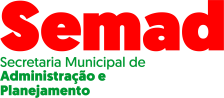 Semad
Secretaria Municipal de
Administração e
Planejamento